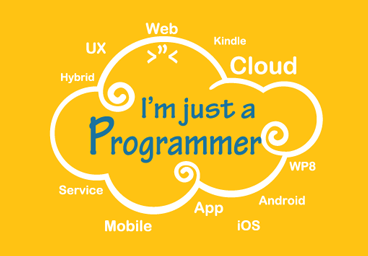 Web
Kindle
UX
>”<
Cloud
Hybrid
I'm just a
Programmer
WP8
Service
Android
App
Mobile
iOS